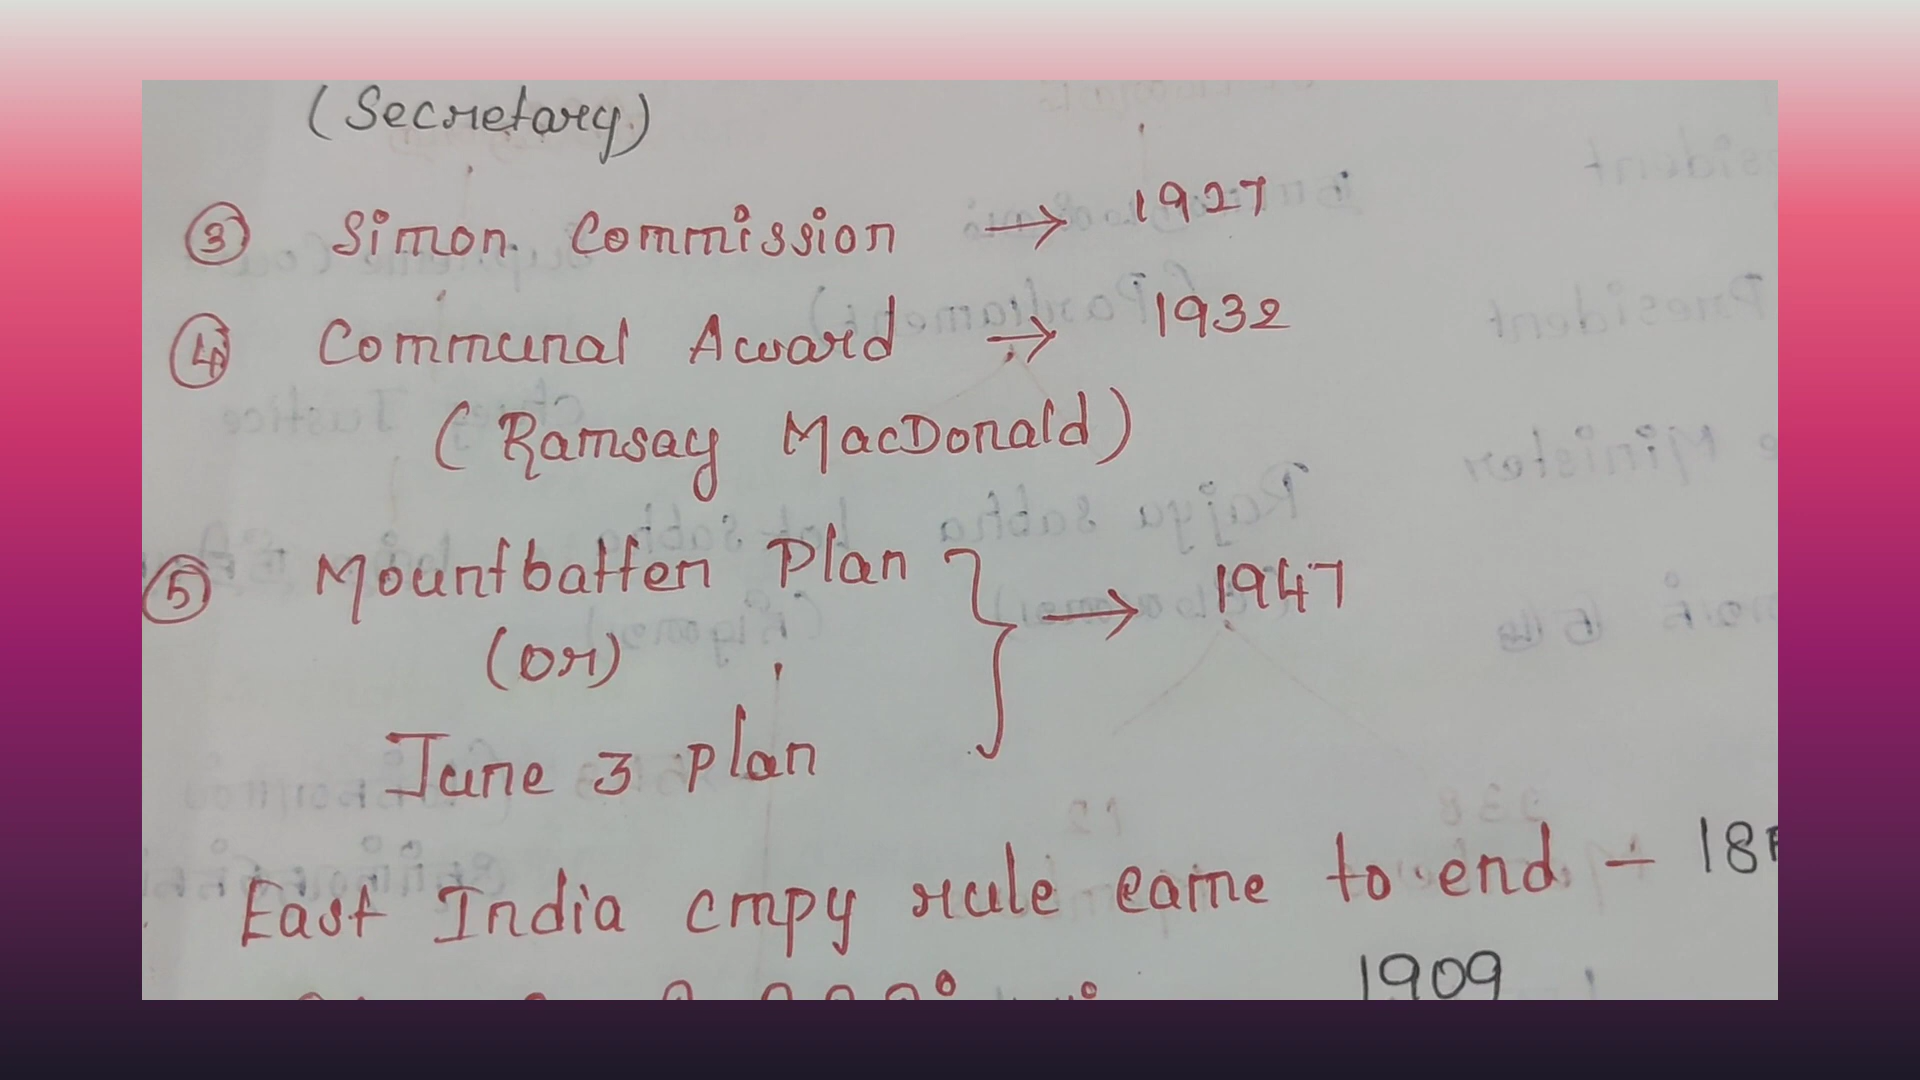 (Secretary)
③ Simon Commission → 1927
④ Communal Award → 1932
(Ramsay MacDonald)
⑤ Mountbatten Plan } → 1947
(or)
June 3 plan
East India cmpy rule came to end - 18
1909